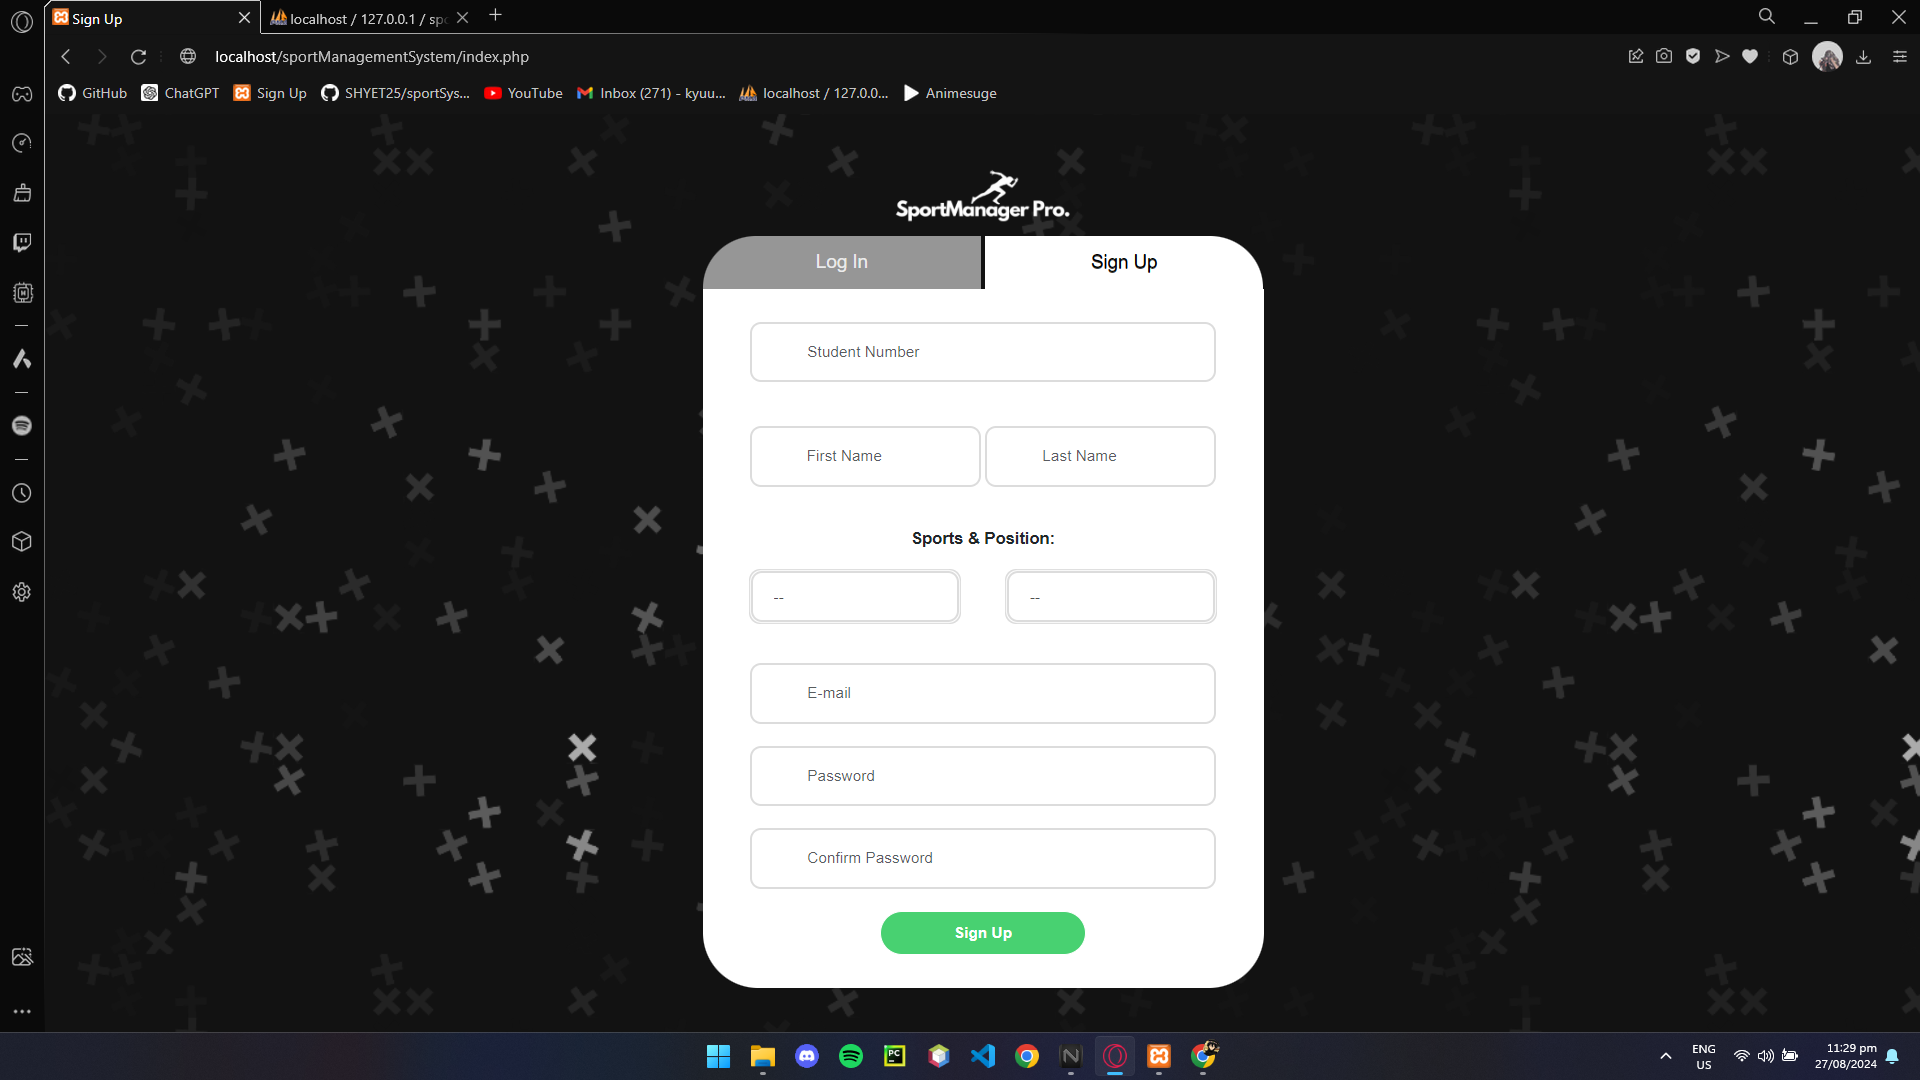 Sign Up
localhost / 127.0.0.1 / spo
localhost/sportManagementSystem/index.php
GitHub
ChatGPT
Sign Up
SHYET25/sportSys...
YouTube
Inbox (271) - kyuu...
localhost / 127.0.0...
Animesuge
SportManager Pro.
Log In
Sign Up
Student Number
First Name
Last Name
Sports & Position:
--
--
E-mail
Password
Confirm Password
Sign Up
PC
N
ENG
US
11:29 pm
27/08/2024